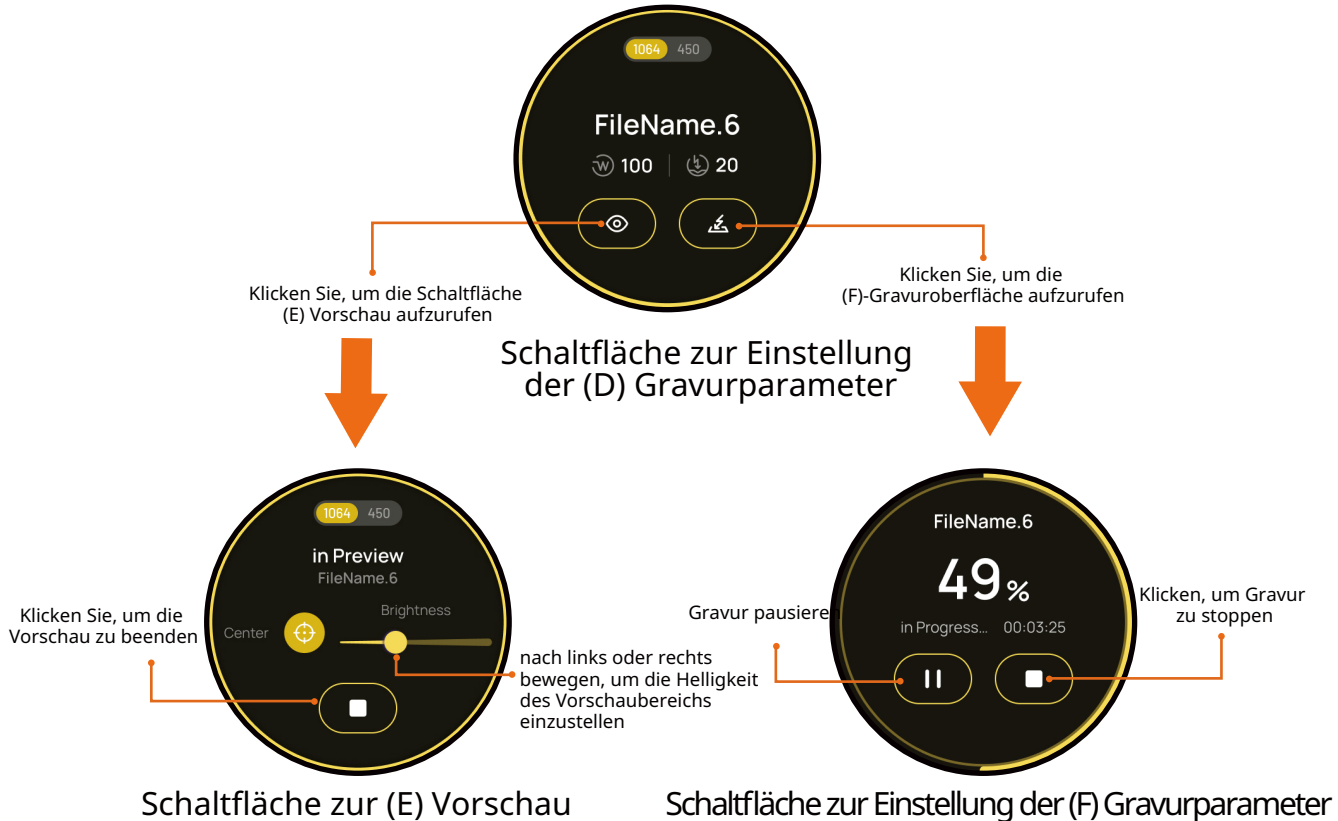 1064 450
FileName.6
W 100 20
Klicken Sie, um die Schaltfläche
(E) Vorschau aufzurufen
Klicken Sie, um die
(F)-Gravuroberfläche aufzurufen
Schaltfläche zur Einstellung
der (D) Gravurparameter
1064 450
in Preview
FileName.6
Brightness
Center
Klicken Sie, um die
Vorschau zu beenden
nach links oder rechts
bewegen, um die Helligkeit
des Vorschaubereichs
einzustellen
Schaltfläche zur (E) Vorschau
FileName.6
49%
in Progress... 00:03:25
Gravur pausieren
Klicken, um Gravur
zu stoppen
Schaltfläche zur Einstellung der (F) Gravurparameter